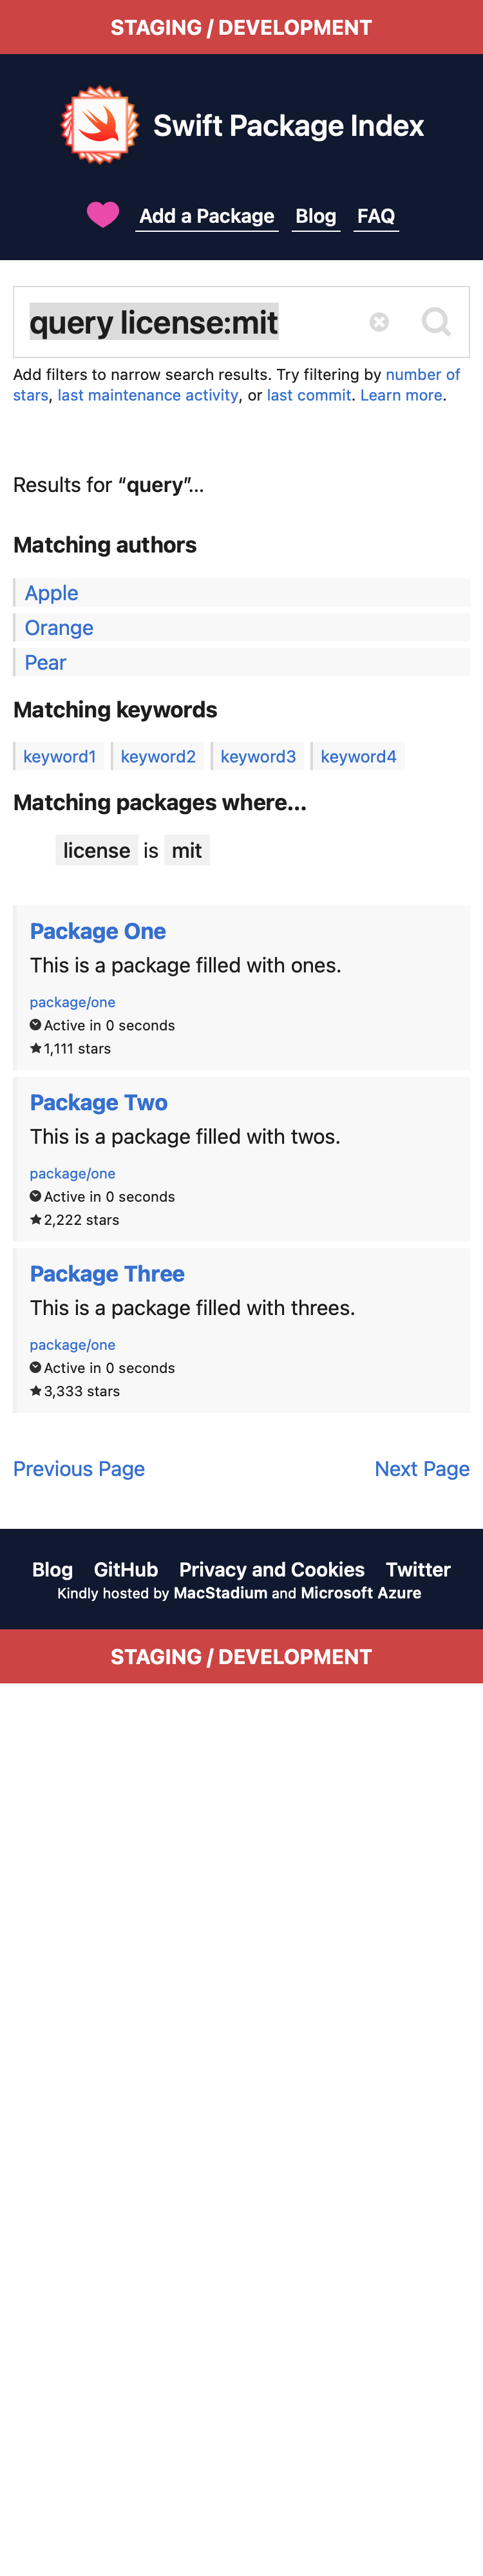 STAGING / DEVELOPMENT
Swift Package Index
Add a Package Blog FAQ
query license:mit
Add filters to narrow search results. Try filtering by number of
stars, last maintenance activity, or last commit. Learn more.
Results for “query”…
Matching authors
Apple
Orange
Pear
Matching keywords
keyword1 keyword2 keyword3 keyword4
Matching packages where…
license is mit
Package One
This is a package filled with ones.
package/one
Active in 0 seconds
1,111 stars
Package Two
This is a package filled with twos.
package/one
Active in 0 seconds
2,222 stars
Package Three
This is a package filled with threes.
package/one
Active in 0 seconds
3,333 stars
Previous Page Next Page
Blog GitHub Privacy and Cookies Twitter
Kindly hosted by MacStadium and Microsoft Azure
STAGING / DEVELOPMENT